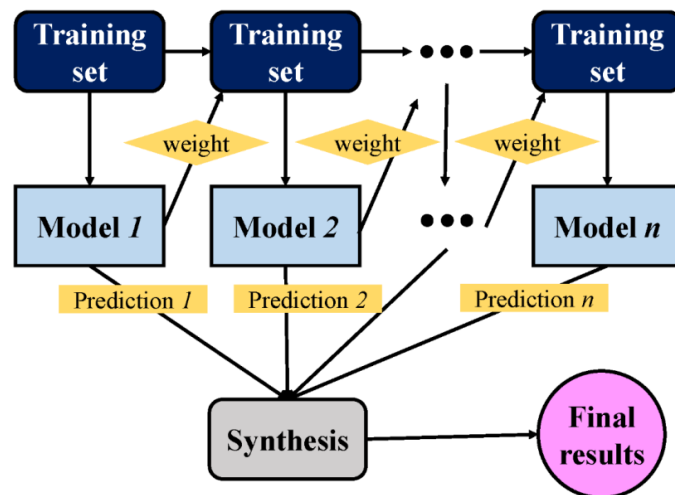 Training
set
Training
set
Training
set
weight
weight
weight
Model 1
Model 2
Model n
Prediction 1
Prediction 2
Prediction n
Synthesis
Final
results